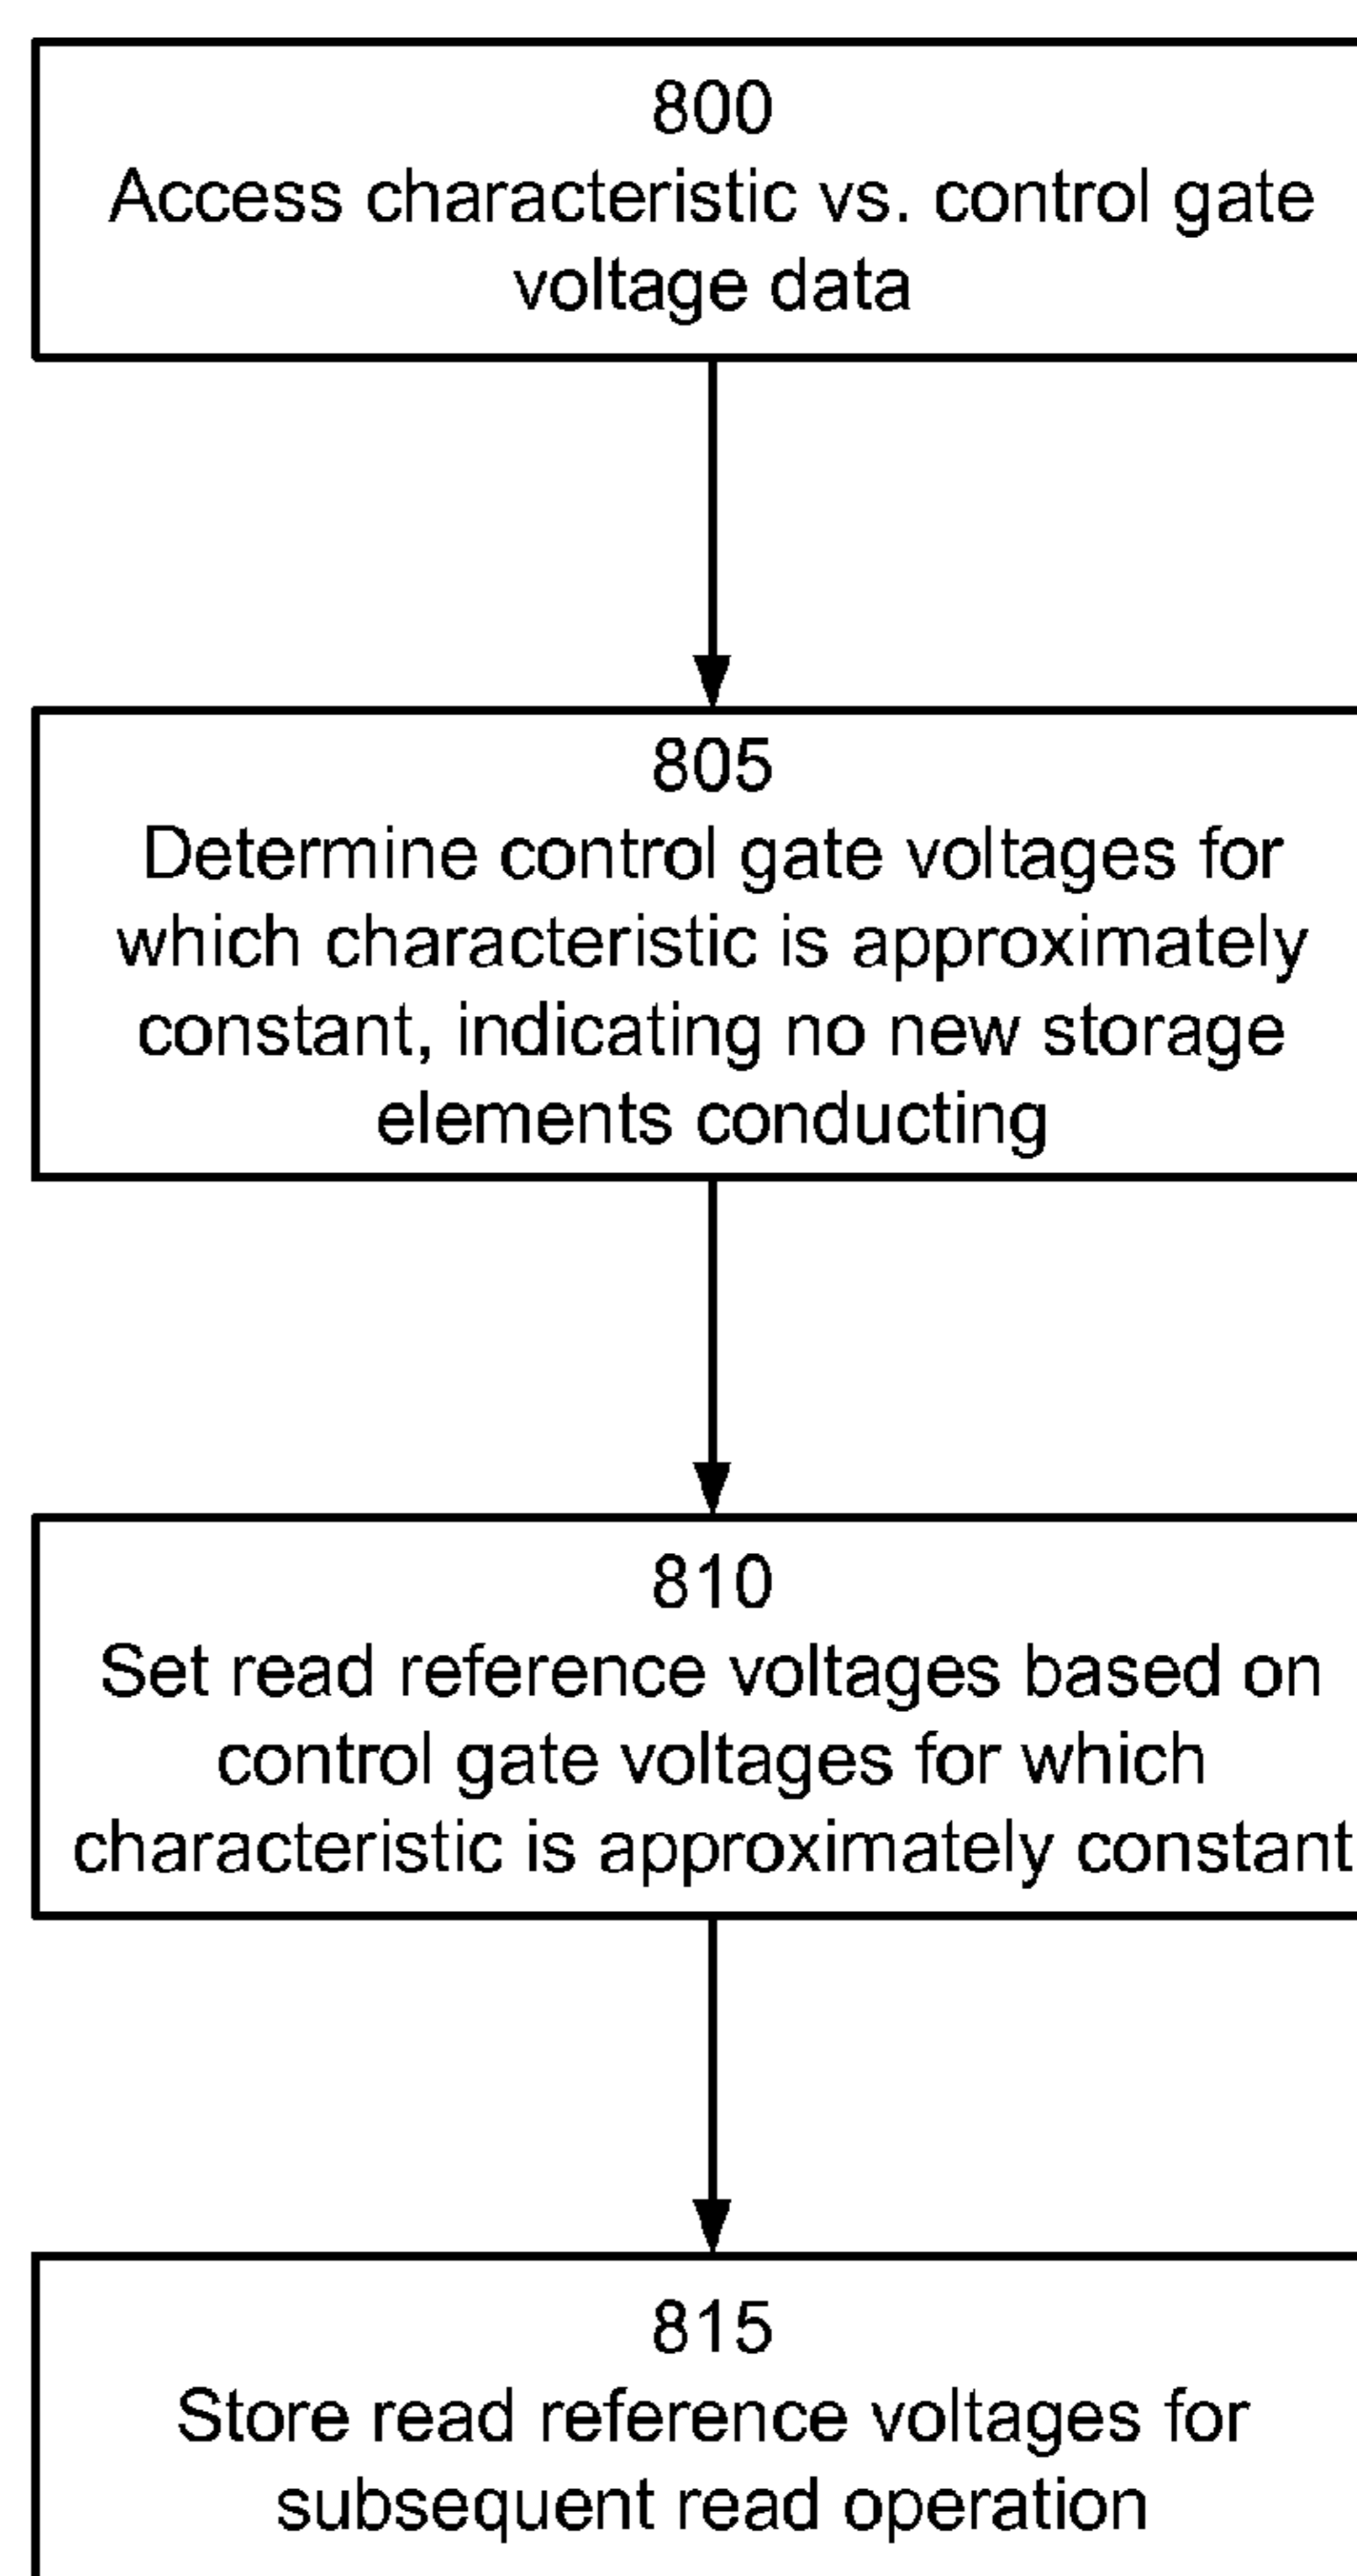 800
Access characteristic vs. control gate
voltage data
805
Determine control gate voltages for
which characteristic is approximately
constant, indicating no new storage
elements conducting
810
Set read reference voltages based on
control gate voltages for which
characteristic is approximately constant
815
Store read reference voltages for
subsequent read operation